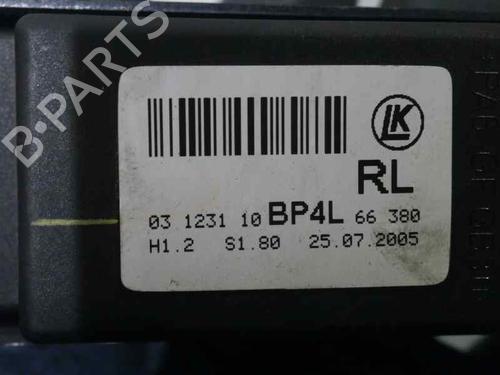 B-PARTS
LK
RL
03 1231 10 BP4L 66 380
H1.2 S1.80 25.07.2005